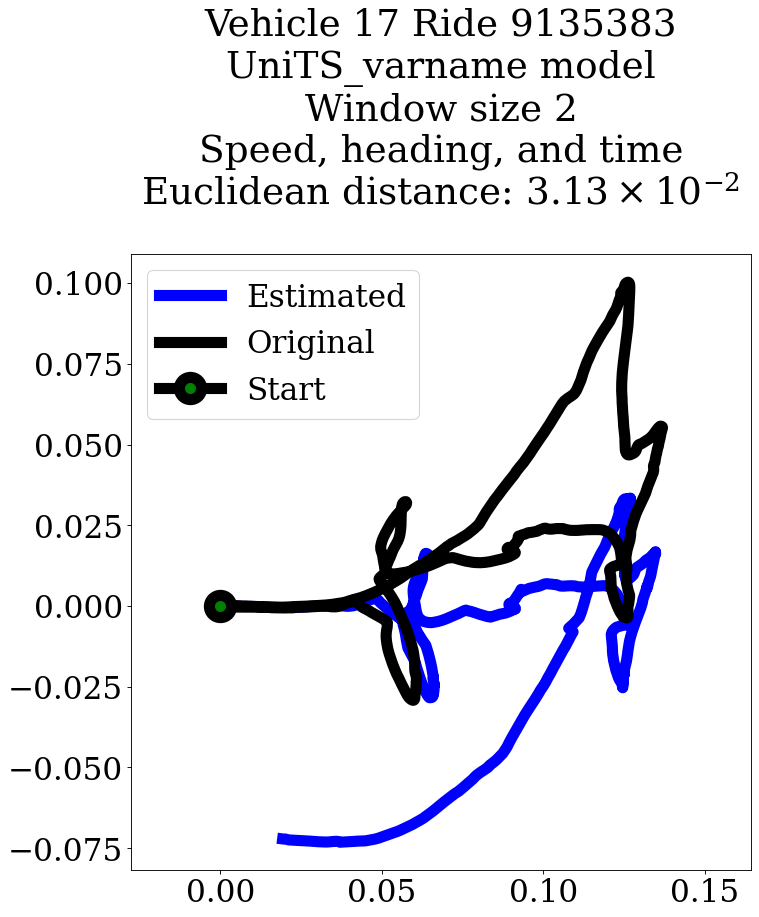 Vehicle 17 Ride 9135383
UniTS_varname model
Window size 2
Speed, heading, and time
Euclidean distance: 3.13 × 10⁻²
Estimated
Original
Start
0.100
0.075
0.050
0.025
0.000
−0.025
−0.050
−0.075
0.00 0.05 0.10 0.15